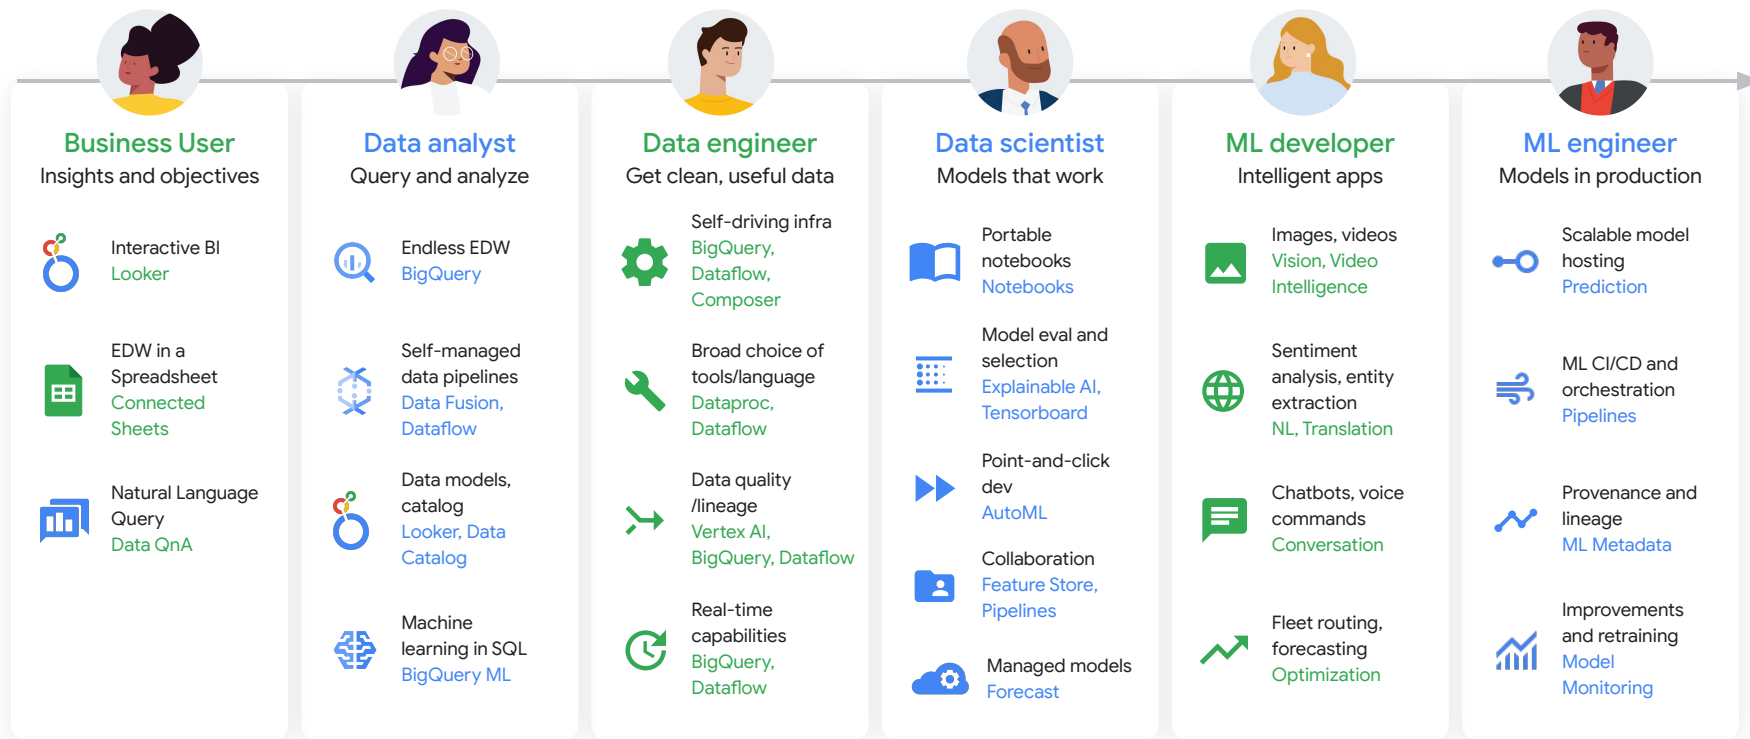 Business User
Insights and objectives
Interactive BI
Looker
EDW in a
Spreadsheet
Connected
Sheets
Natural Language
Query
Data QnA
Data analyst
Query and analyze
Endless EDW
BigQuery
Self-managed
data pipelines
Data Fusion,
Dataflow
Data models,
catalog
Looker, Data
Catalog
Machine
learning in SQL
BigQuery ML
Data engineer
Get clean, useful data
Self-driving infra
BigQuery,
Dataflow,
Composer
Broad choice of
tools/language
Dataproc,
Dataflow
Data quality
/lineage
Vertex AI,
BigQuery, Dataflow
Real-time
capabilities
BigQuery,
Dataflow
Data scientist
Models that work
Portable
notebooks
Notebooks
Model eval and
selection
Explainable AI,
Tensorboard
Point-and-click
dev
AutoML
Collaboration
Feature Store,
Pipelines
Managed models
Forecast
ML developer
Intelligent apps
Images, videos
Vision, Video
Intelligence
Sentiment
analysis, entity
extraction
NL, Translation
Chatbots, voice
commands
Conversation
Fleet routing,
forecasting
Optimization
ML engineer
Models in production
Scalable model
hosting
Prediction
ML CI/CD and
orchestration
Pipelines
Provenance and
lineage
ML Metadata
Improvements
and retraining
Model
Monitoring